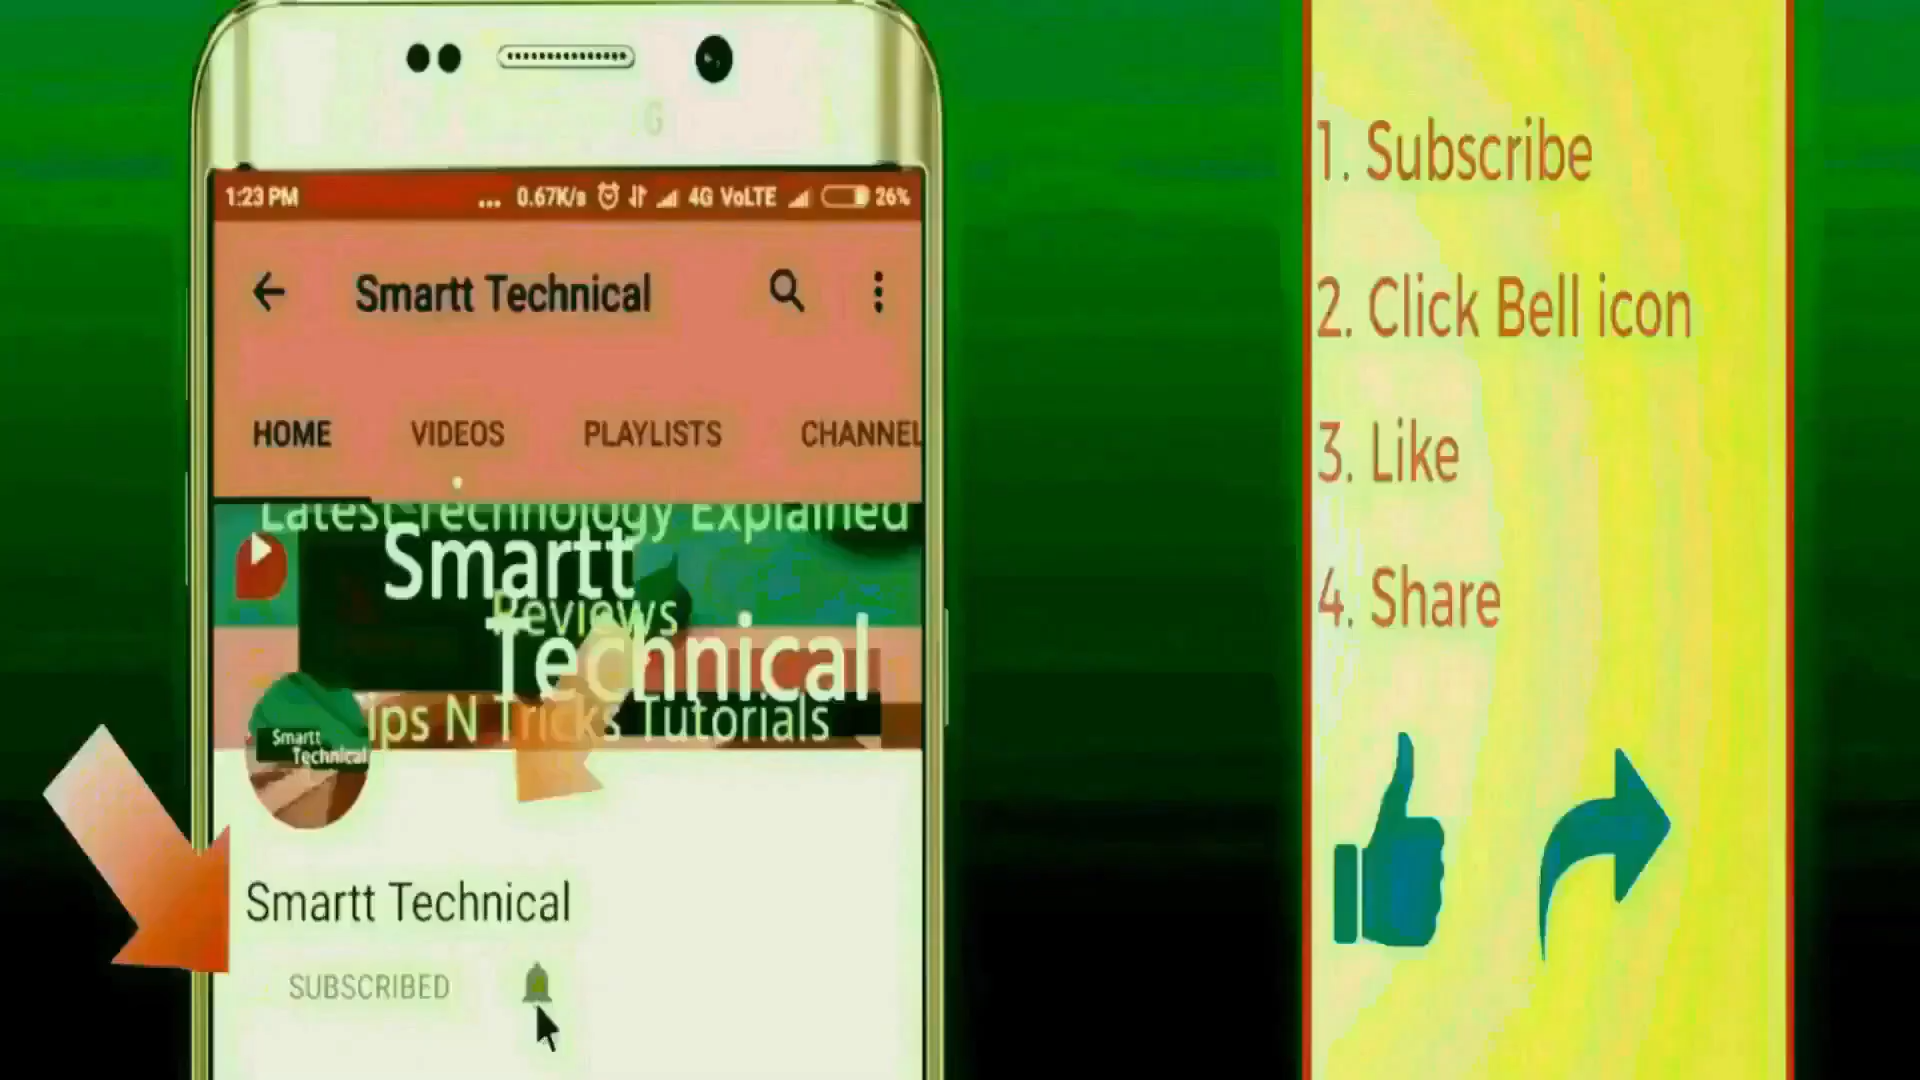 1:23 PM ... 0.67K/s 4G VoLTE 26%
Smartt Technical
HOME VIDEOS PLAYLISTS CHANNEL
Latest Technology Explained
Smartt
Reviews
Technical
ips N Tricks Tutorials
Smartt
Technical
Smartt Technical
SUBSCRIBED
1. Subscribe
2. Click Bell icon
3. Like
4. Share